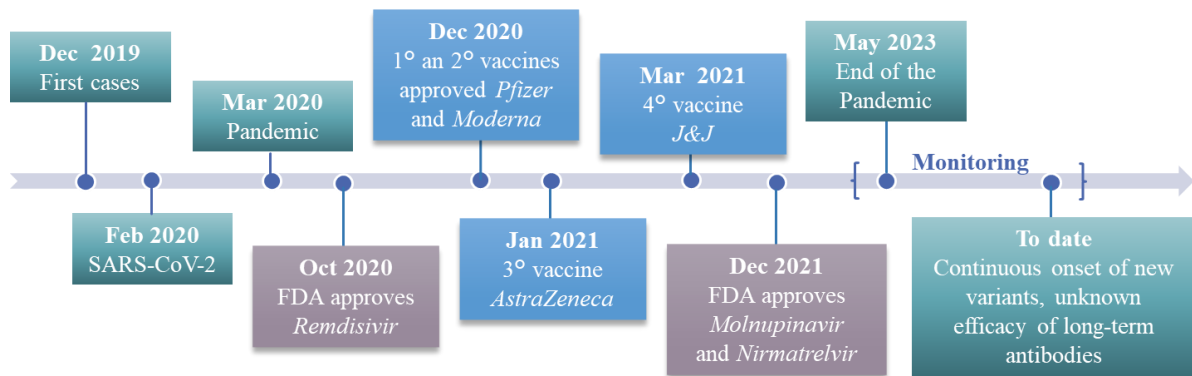 Dec 2019
First cases
Feb 2020
SARS-CoV-2
Mar 2020
Pandemic
Oct 2020
FDA approves
Remdisivir
Dec 2020
1° an 2° vaccines
approved Pfizer
and Moderna
Jan 2021
3° vaccine
AstraZeneca
Mar 2021
4° vaccine
J&J
Dec 2021
FDA approves
Molnupinavir
and Nirmatrelvir
May 2023
End of the
Pandemic
{ Monitoring }
To date
Continuous onset of new
variants, unknown
efficacy of long-term
antibodies